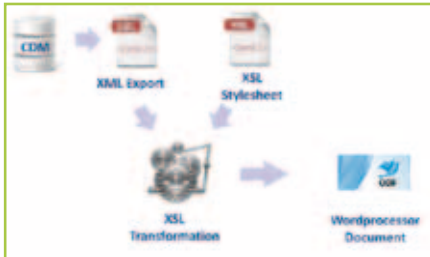 CDM
XML Export
XSL
Stylesheet
XSL
Transformation
Wordprocessor
Document